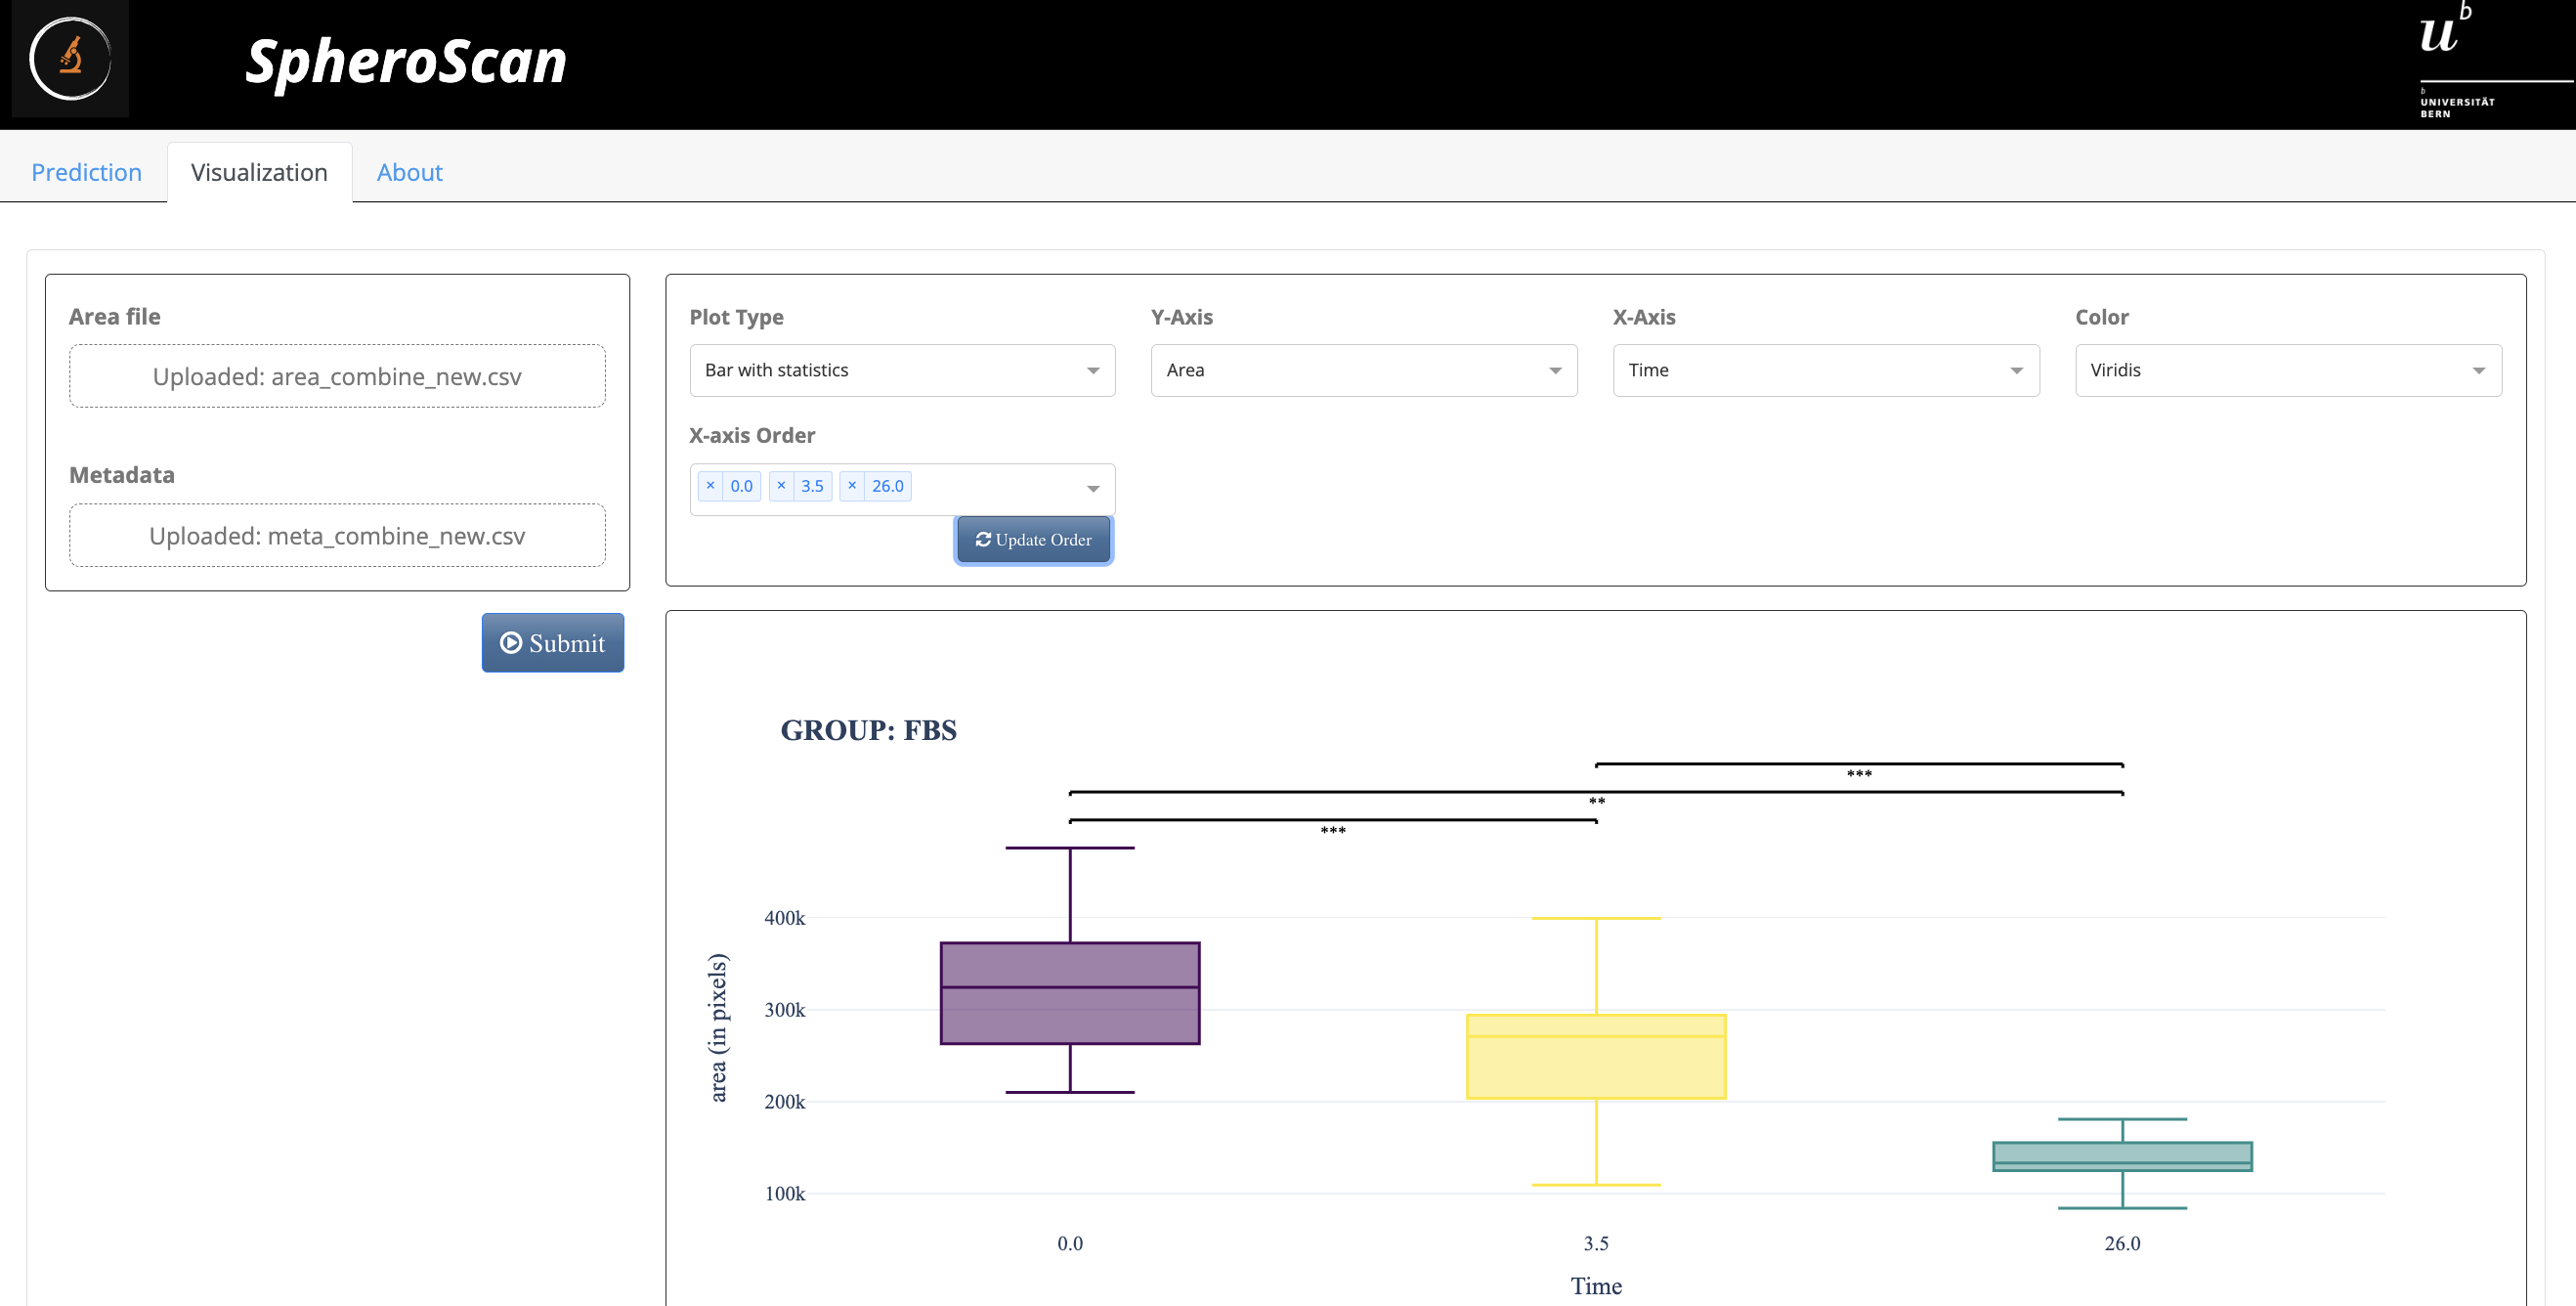 SpheroScan
u b
b
UNIVERSITÄT
BERN
Prediction
Visualization
About
Area file
Uploaded: area_combine_new.csv
Metadata
Uploaded: meta_combine_new.csv
Submit
Plot Type
Y-Axis
X-Axis
Color
Bar with statistics
Area
Time
Viridis
X-axis Order
× 0.0 × 3.5 × 26.0
Update Order
GROUP: FBS
***
**
***
400k
300k
200k
100k
area (in pixels)
0.0
3.5
26.0
Time